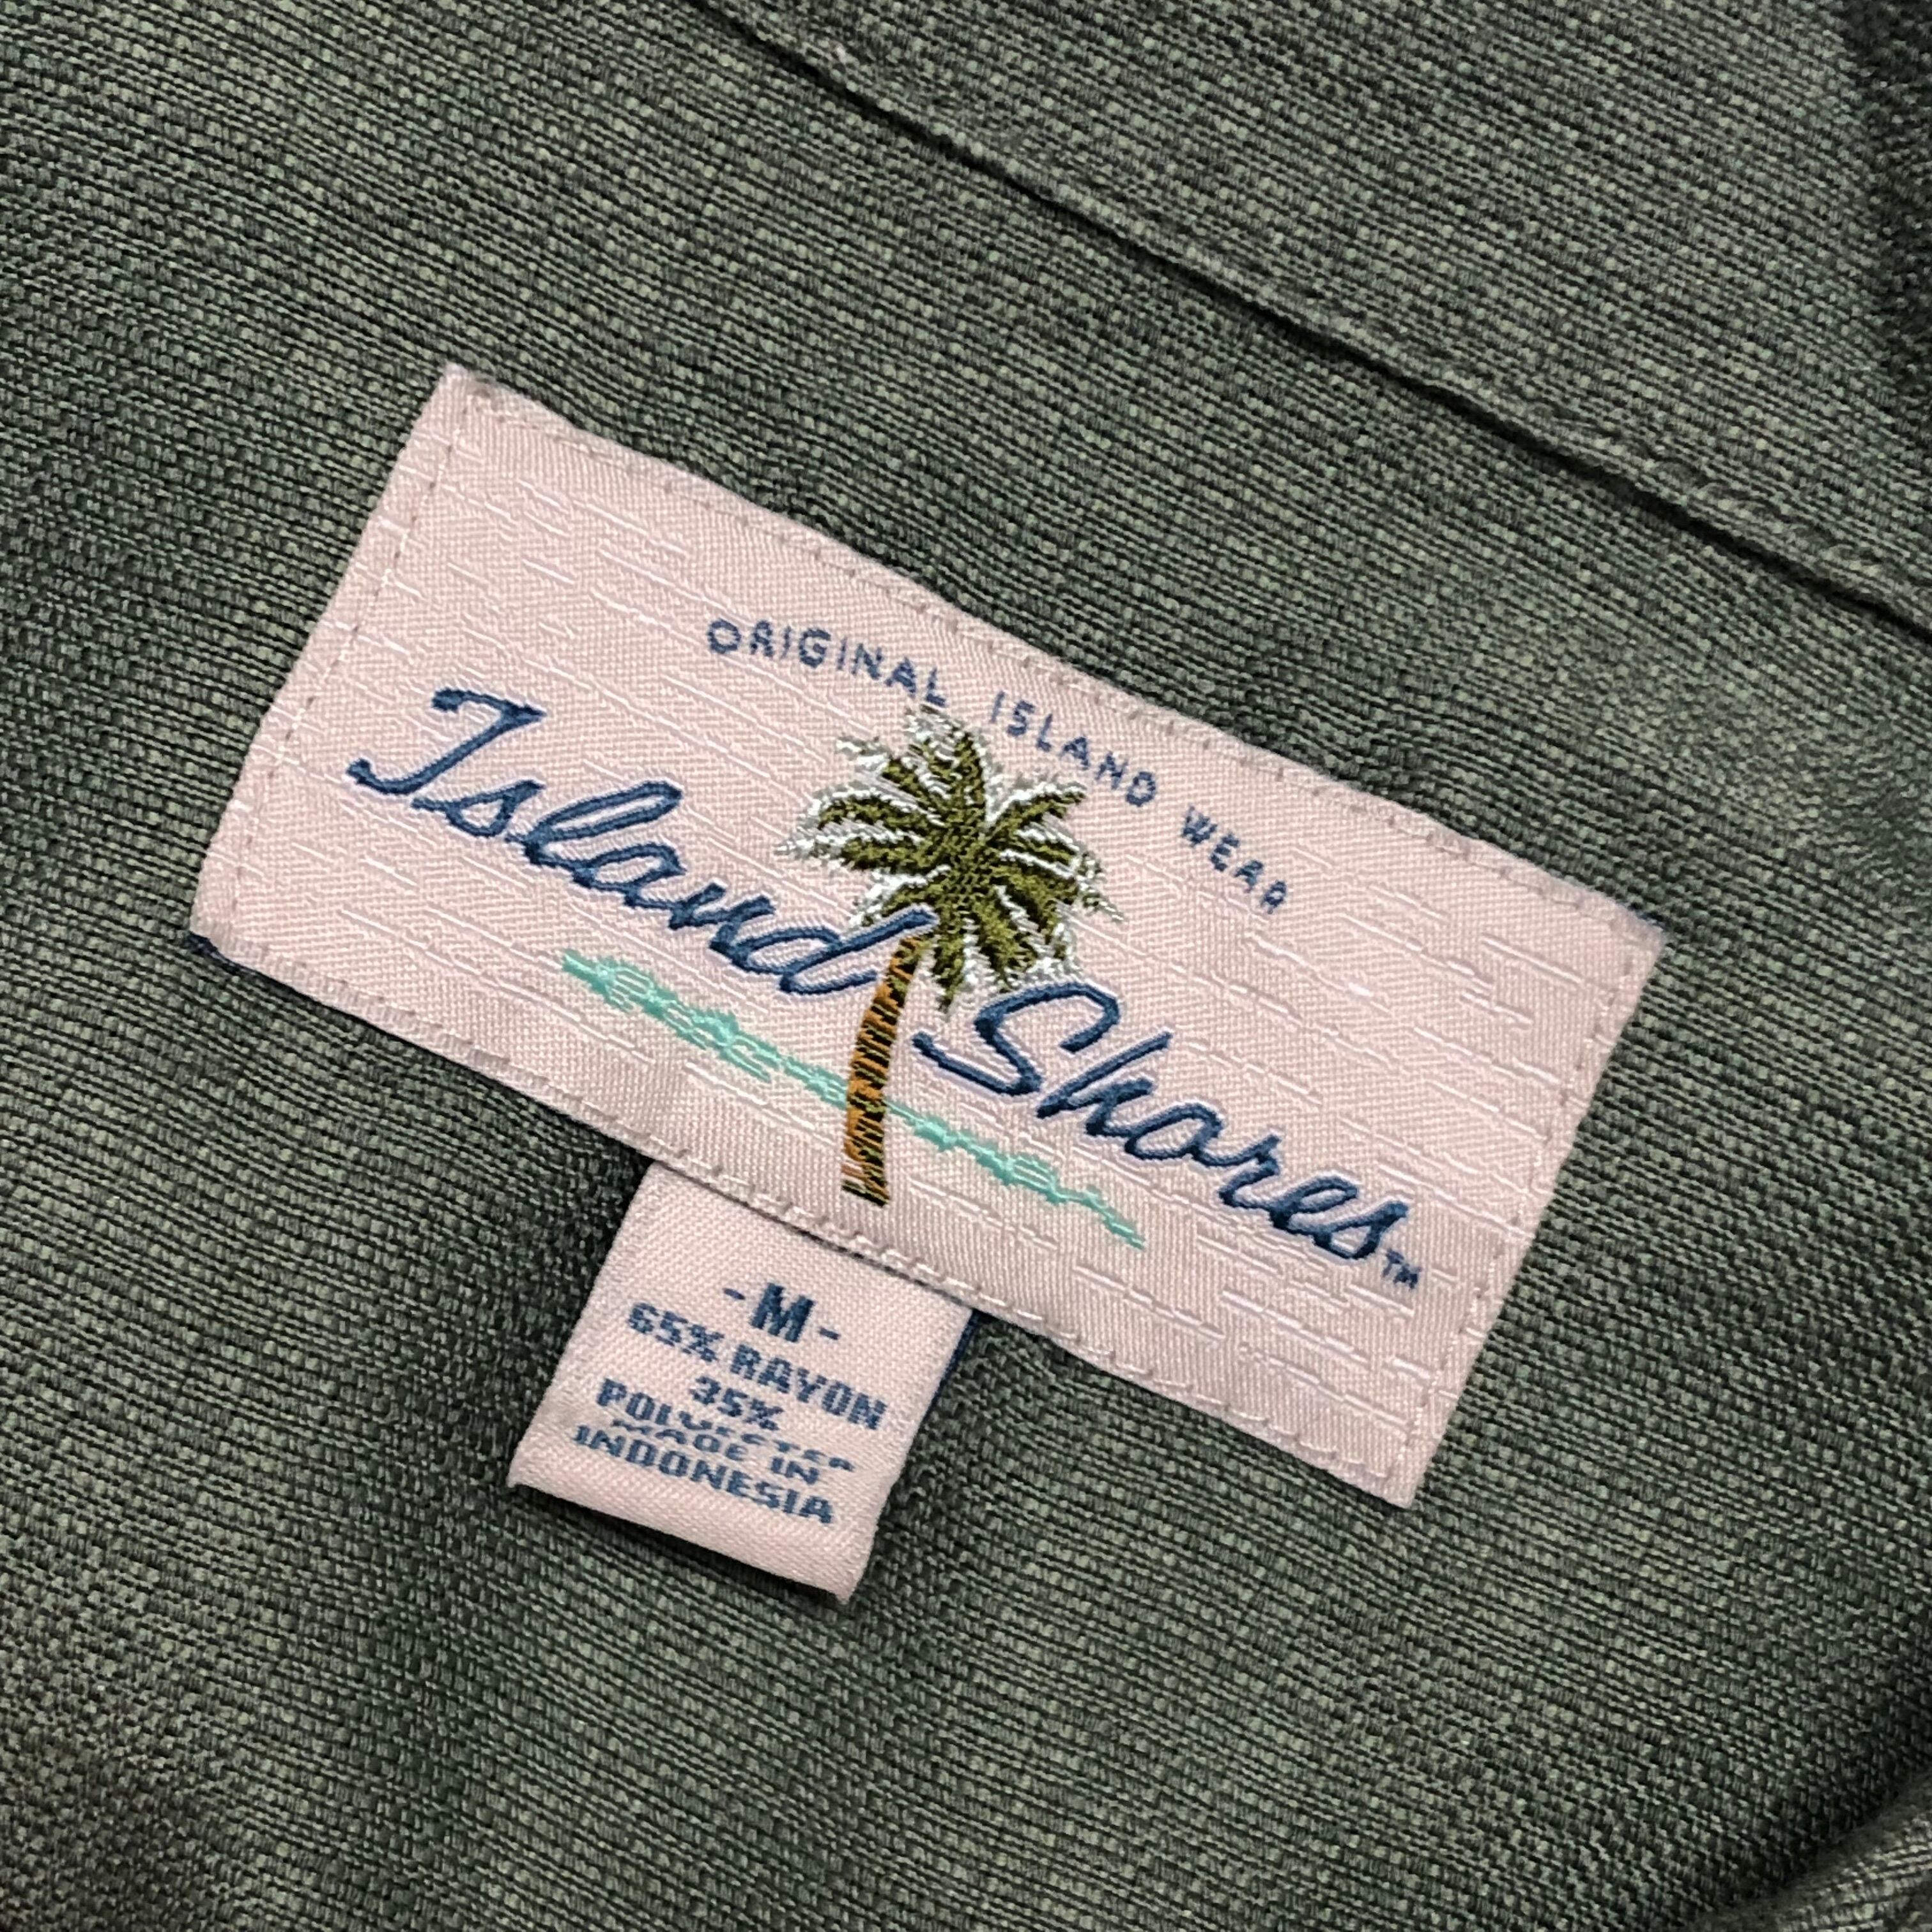 ORIGINAL ISLAND WEAR
Island Shores™
-M-
65% RAYON
35%
POLYESTER
MADE IN
INDONESIA